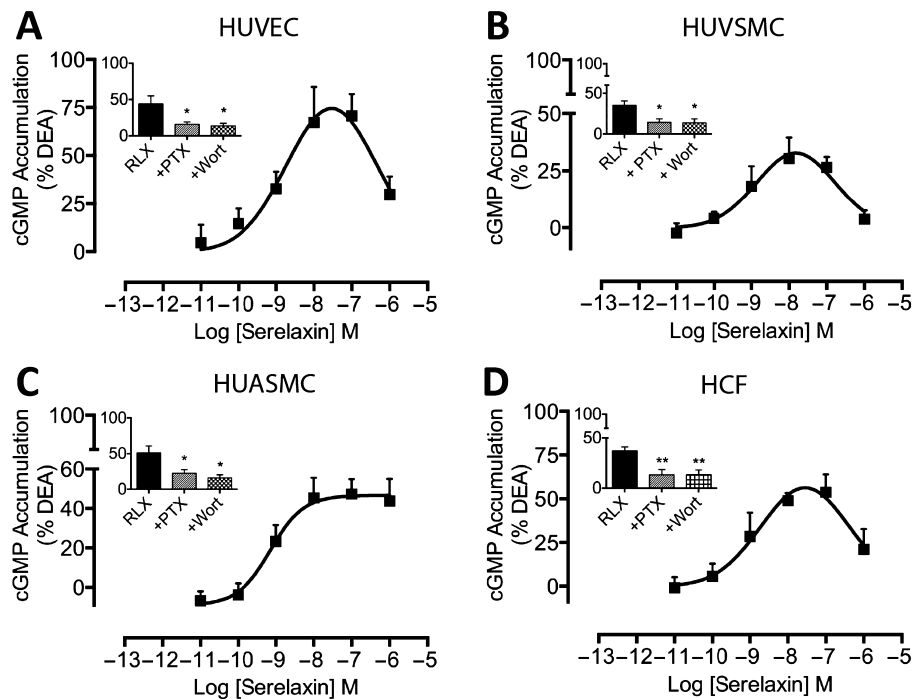 A
HUVEC
cGMP Accumulation
(% DEA)
100
75
50
25
0
100
50
0
* *
RLX
+PTX
+Wort
−13 −12 −11 −10 −9 −8 −7 −6 −5
Log [Serelaxin] M
B
HUVSMC
cGMP Accumulation
(% DEA)
100
50
25
0
100
50
0
* *
RLX
+ PTX
+ Wort
−13 −12 −11 −10 −9 −8 −7 −6 −5
Log [Serelaxin] M
C
HUASMC
cGMP Accumulation
(% DEA)
100
60
40
20
0
100
50
0
* *
RLX
+PTX
+Wort
−13 −12 −11 −10 −9 −8 −7 −6 −5
Log [Serelaxin] M
D
HCF
cGMP Accumulation
(% DEA)
100
75
50
25
0
100
50
0
** **
RLX
+PTX
+Wort
−13 −12 −11 −10 −9 −8 −7 −6 −5
Log [Serelaxin] M